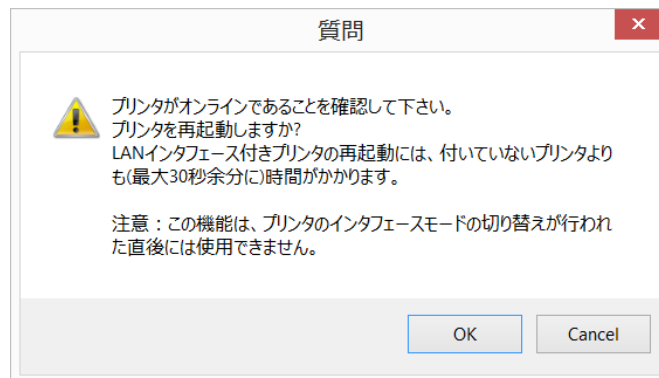 質問
プリンタがオンラインであることを確認して下さい。
プリンタを再起動しますか?
LANインタフェース付きプリンタの再起動には、付いていないプリンタより
も(最大30秒余分に)時間がかかります。
注意：この機能は、プリンタのインタフェースモードの切り替えが行われ
た直後には使用できません。
OK
Cancel